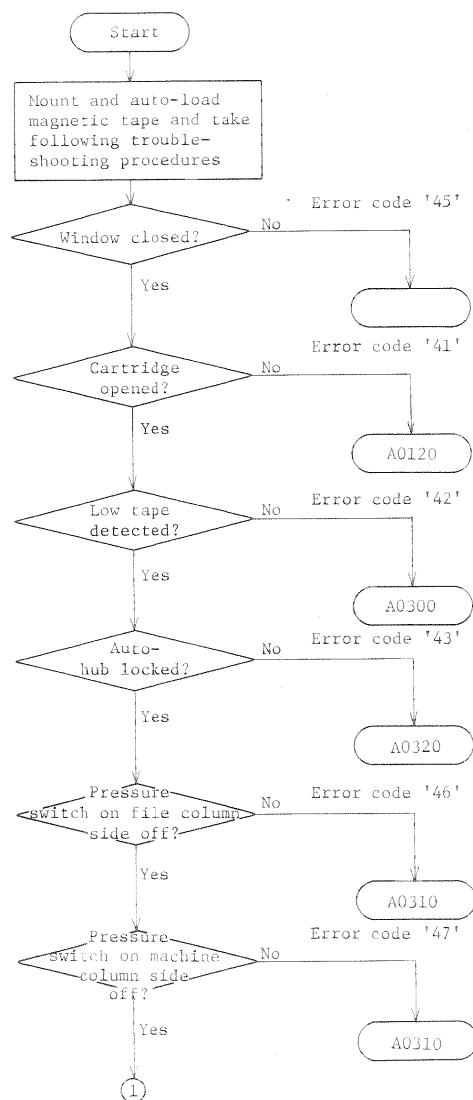 Start
Mount and auto-load
magnetic tape and take
following trouble-
shooting procedures
Error code '45'
No
Window closed?
Yes
Error code '41'
No
Cartridge
opened?
Yes
A0120
Error code '42'
No
Low tape
detected?
Yes
A0300
Error code '43'
No
Auto-
hub locked?
Yes
A0320
Error code '46'
No
Pressure
switch on file column
side off?
Yes
A0310
Error code '47'
No
Pressure
switch on machine
column side
off?
Yes
A0310
1